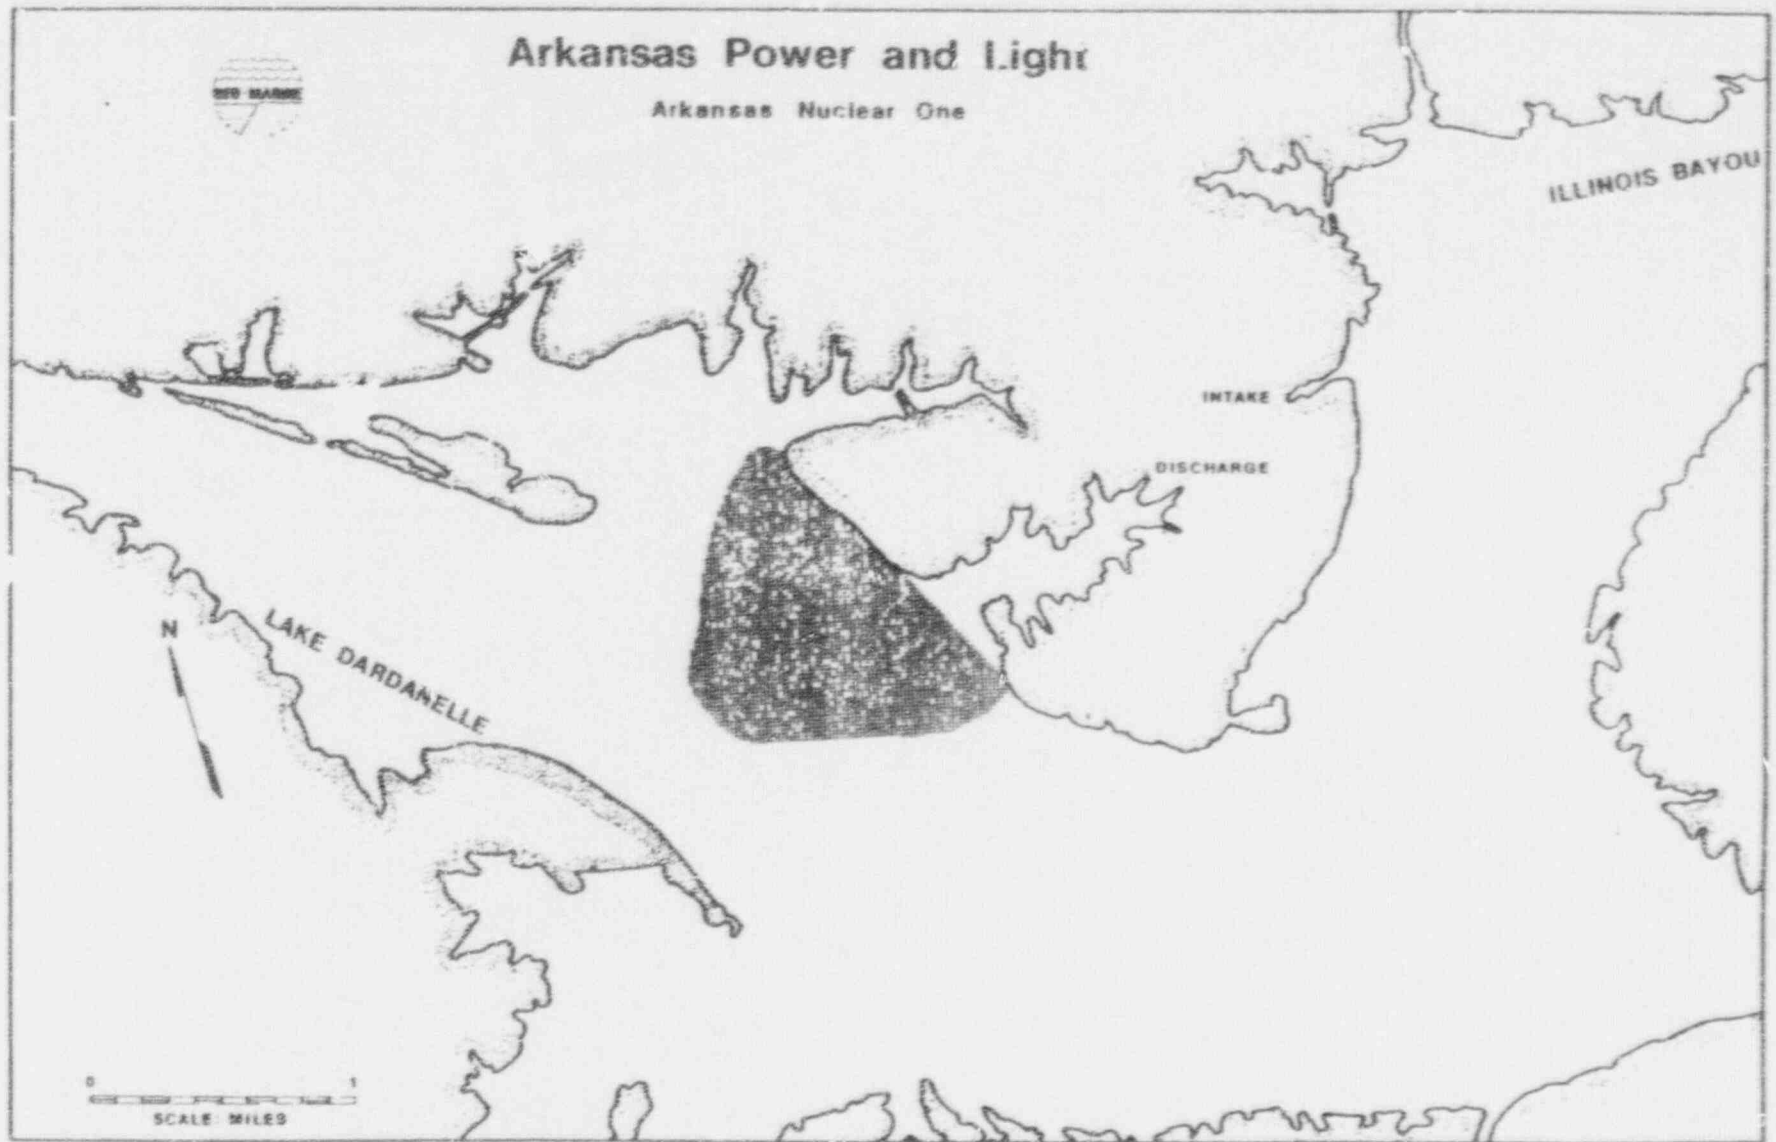 Arkansas Power and Light
Arkansas Nuclear One
ILLINOIS BAYOU
INTAKE
DISCHARGE
N
LAKE DARDANELLE
0 1
SCALE: MILES